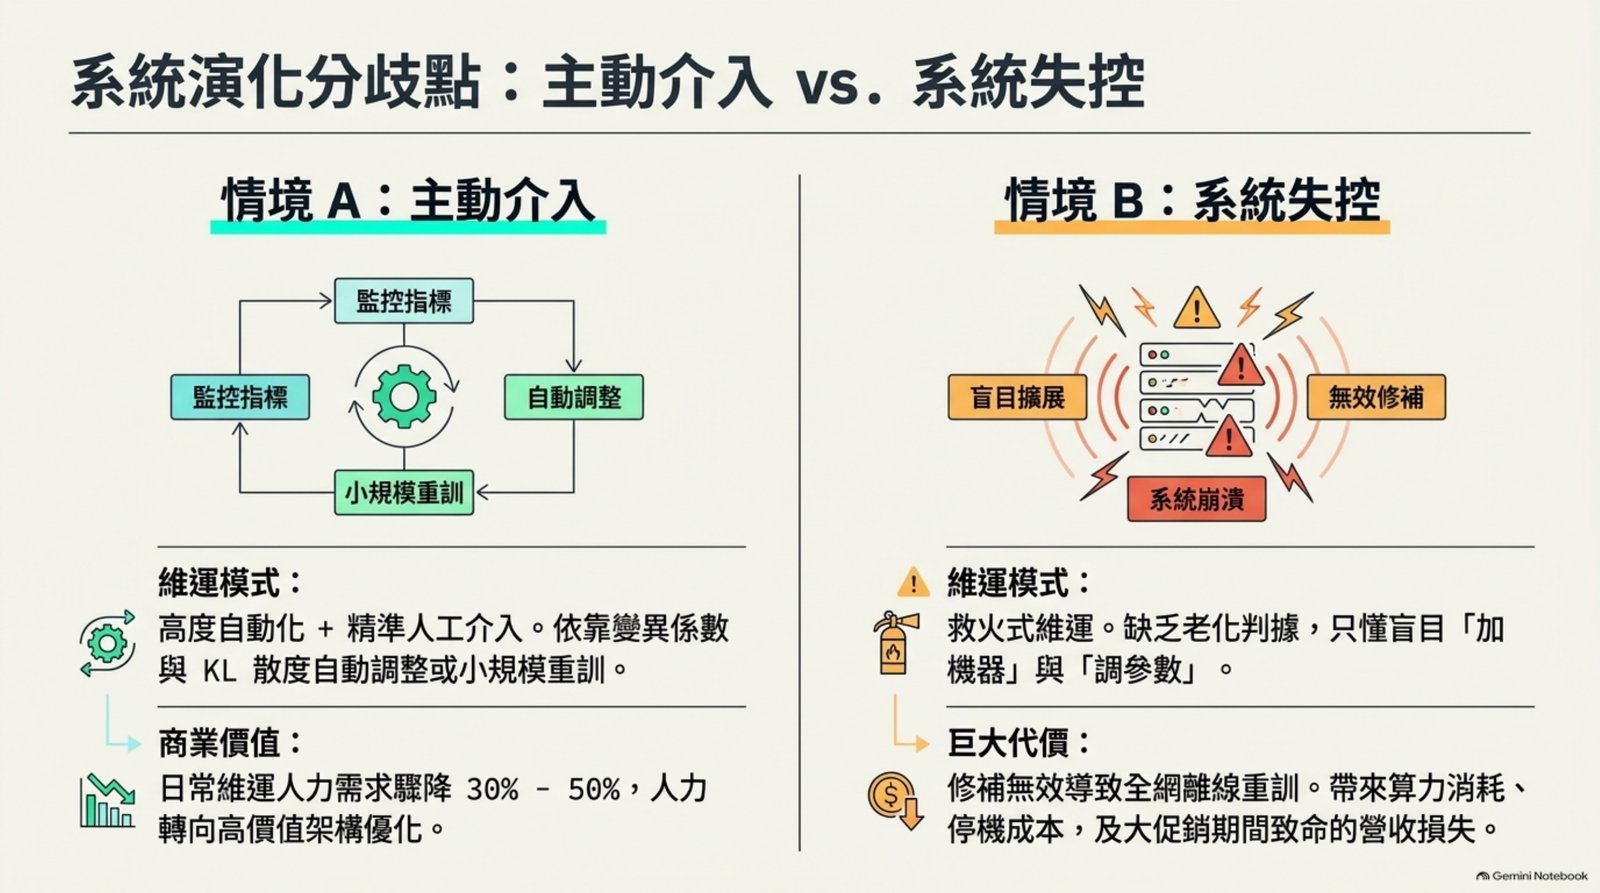 系統演化分歧點：主動介入 vs. 系統失控
情境 A：主動介入
監控指標
監控指標
自動調整
小規模重訓
維運模式：
高度自動化 + 精準人工介入。依靠變異係數
與 KL 散度自動調整或小規模重訓。
商業價值：
日常維運人力需求驟降 30% - 50%，人力
轉向高價值架構優化。
情境 B：系統失控
盲目擴展
無效修補
系統崩潰
維運模式：
救火式維運。缺乏老化判據，只懂盲目「加
機器」與「調參數」。
巨大代價：
修補無效導致全網離線重訓。帶來算力消耗、
停機成本，及大促銷期間致命的營收損失。
Gemini Notebook